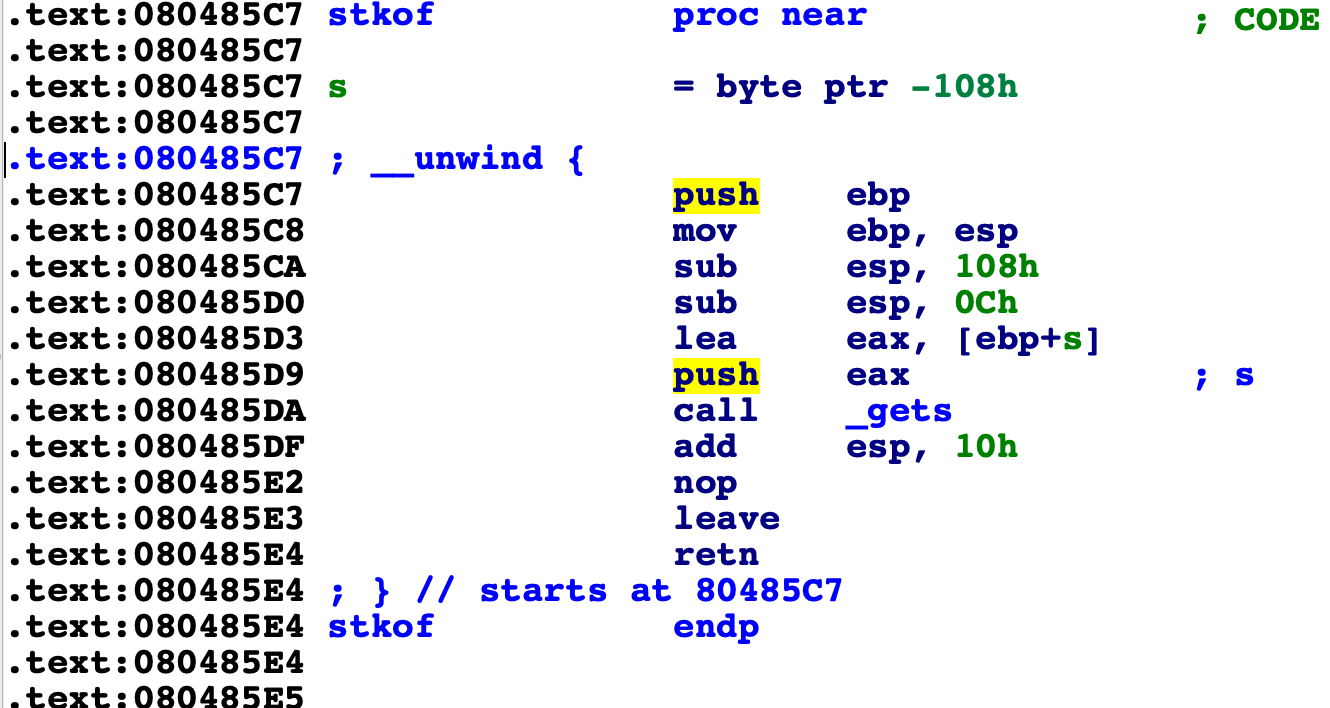 .text:080485C7 stkof proc near ; CODE
.text:080485C7
.text:080485C7 s = byte ptr -108h
.text:080485C7
.text:080485C7 ; __unwind {
.text:080485C7 push ebp
.text:080485C8 mov ebp, esp
.text:080485CA sub esp, 108h
.text:080485D0 sub esp, 0Ch
.text:080485D3 lea eax, [ebp+s]
.text:080485D9 push eax ; s
.text:080485DA call _gets
.text:080485DF add esp, 10h
.text:080485E2 nop
.text:080485E3 leave
.text:080485E4 retn
.text:080485E4 ; } // starts at 80485C7
.text:080485E4 stkof endp
.text:080485E4
.text:080485E5